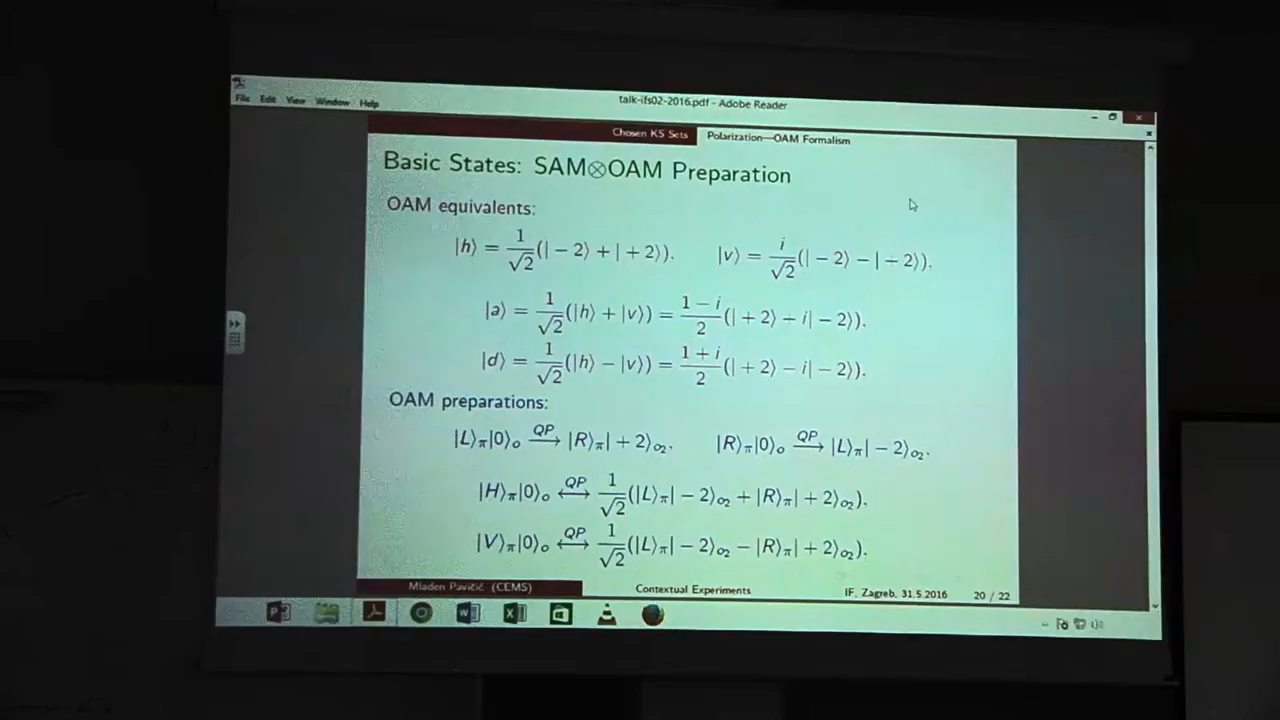 talk-ifs02-2016.pdf - Adobe Reader
File Edit View Window Help
Chosen KS Sets Polarization—OAM Formalism
Basic States: SAM⊗OAM Preparation
OAM equivalents:
|h⟩ = 1/√2 (| − 2⟩ + | + 2⟩). |v⟩ = i/√2 (| − 2⟩ − | + 2⟩).
|a⟩ = 1/√2 (|h⟩ + |v⟩) = (1 − i)/2 (| + 2⟩ + i| − 2⟩).
|d⟩ = 1/√2 (|h⟩ − |v⟩) = (1 + i)/2 (| + 2⟩ − i| − 2⟩).
OAM preparations:
|L⟩π|0⟩o QP⟶ |R⟩π| + 2⟩o2. |R⟩π|0⟩o QP⟶ |L⟩π| − 2⟩o2.
|H⟩π|0⟩o QP⟷ 1/√2 (|L⟩π| − 2⟩o2 + |R⟩π| + 2⟩o2).
|V⟩π|0⟩o QP⟷ 1/√2 (|L⟩π| − 2⟩o2 − |R⟩π| + 2⟩o2).
Mladen Pavičić (CEMS) Contextual Experiments IF, Zagreb, 31.5.2016 20 / 22